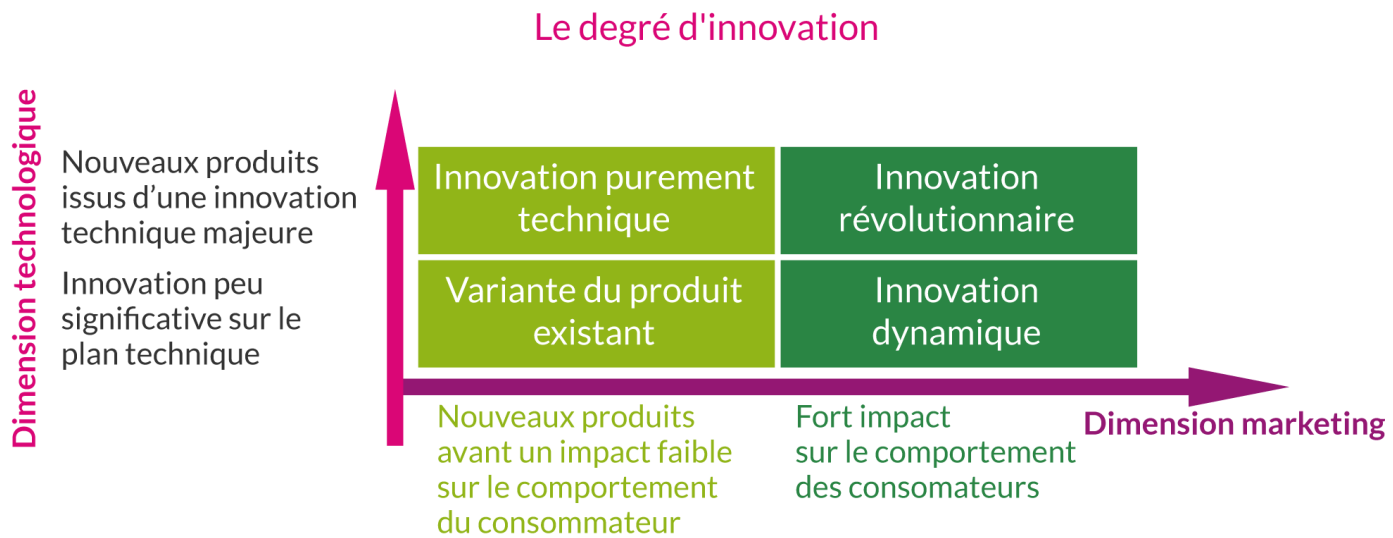 Le degré d'innovation
Dimension technologique
Nouveaux produits
issus d’une innovation
technique majeure
Innovation peu
significative sur le
plan technique
Innovation purement
technique
Innovation
révolutionnaire
Variante du produit
existant
Innovation
dynamique
Nouveaux produits
avant un impact faible
sur le comportement
du consommateur
Fort impact
sur le comportement
des consomateurs
Dimension marketing